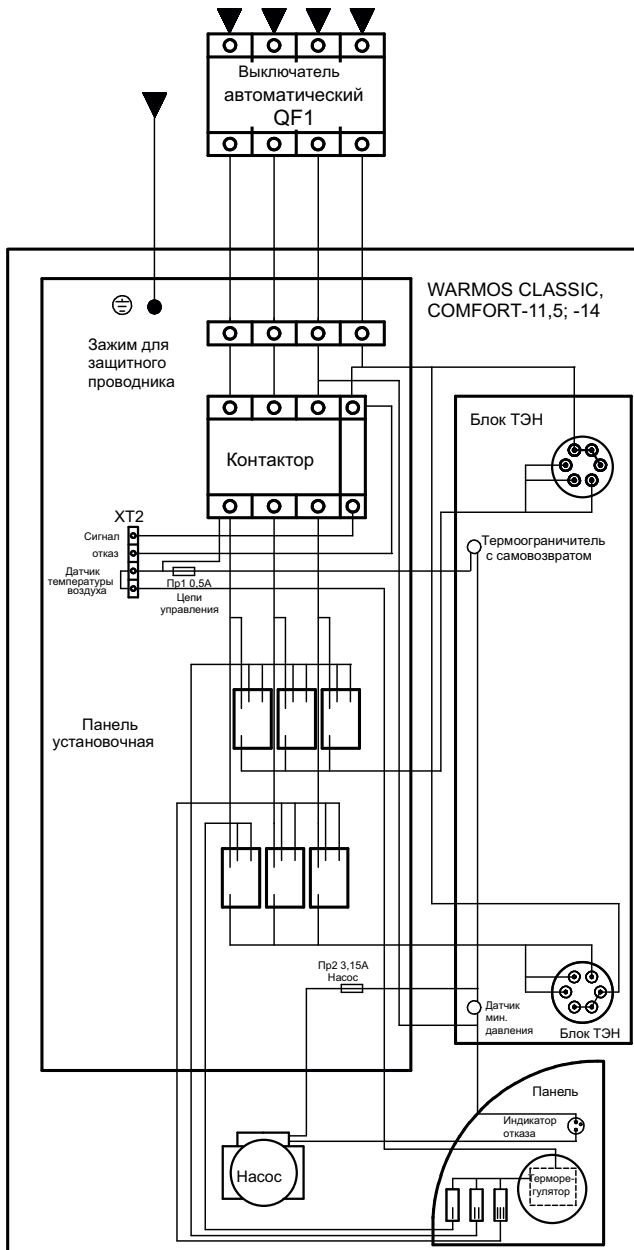 Выключатель
автоматический
QF1
WARMOS CLASSIC,
COMFORT-11,5; -14
Зажим для
защитного
проводника
Блок ТЭН
Контактор
XT2
Сигнал
отказ
Датчик
температуры
воздуха
Пр1 0,5А
Цепи
управления
Термоограничитель
с самовозвратом
Панель
установочная
Пр2 3,15А
Насос
Датчик
мин.
давления
Блок ТЭН
Панель
Индикатор
отказа
Насос
Терморе-
гулятор